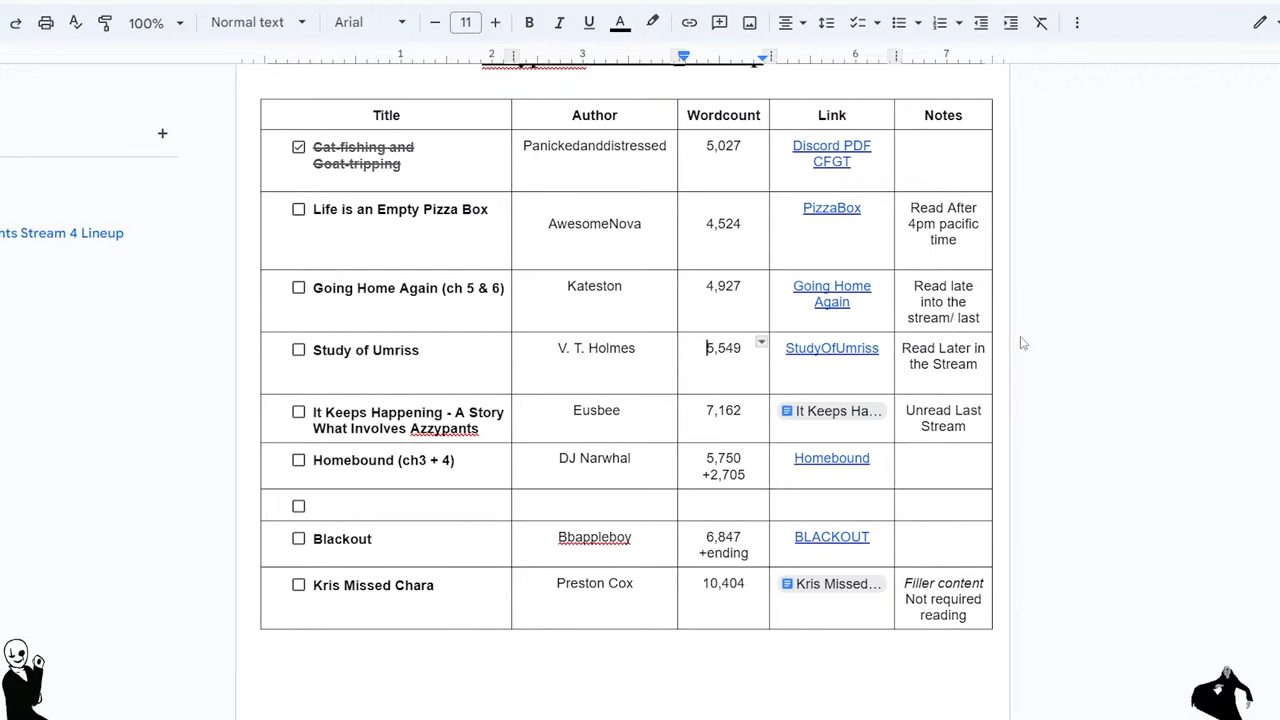 100%
Normal text
Arial
11
B I U A
1 2 3 6 7
Title Author Wordcount Link Notes
Cat-fishing and
Goat-tripping
Panickedanddistressed
5,027
Discord PDF
CFGT
Life is an Empty Pizza Box
AwesomeNova
4,524
PizzaBox
Read After
4pm pacific
time
nts Stream 4 Lineup
Going Home Again (ch 5 & 6)
Kateston
4,927
Going Home
Again
Read late
into the
stream/ last
Study of Umriss
V. T. Holmes
5,549
StudyOfUmriss
Read Later in
the Stream
It Keeps Happening - A Story
What Involves Azzypants
Eusbee
7,162
It Keeps Ha...
Unread Last
Stream
Homebound (ch3 + 4)
DJ Narwhal
5,750
+2,705
Homebound
Blackout
Bbappleboy
6,847
+ending
BLACKOUT
Kris Missed Chara
Preston Cox
10,404
Kris Missed...
Filler content
Not required
reading